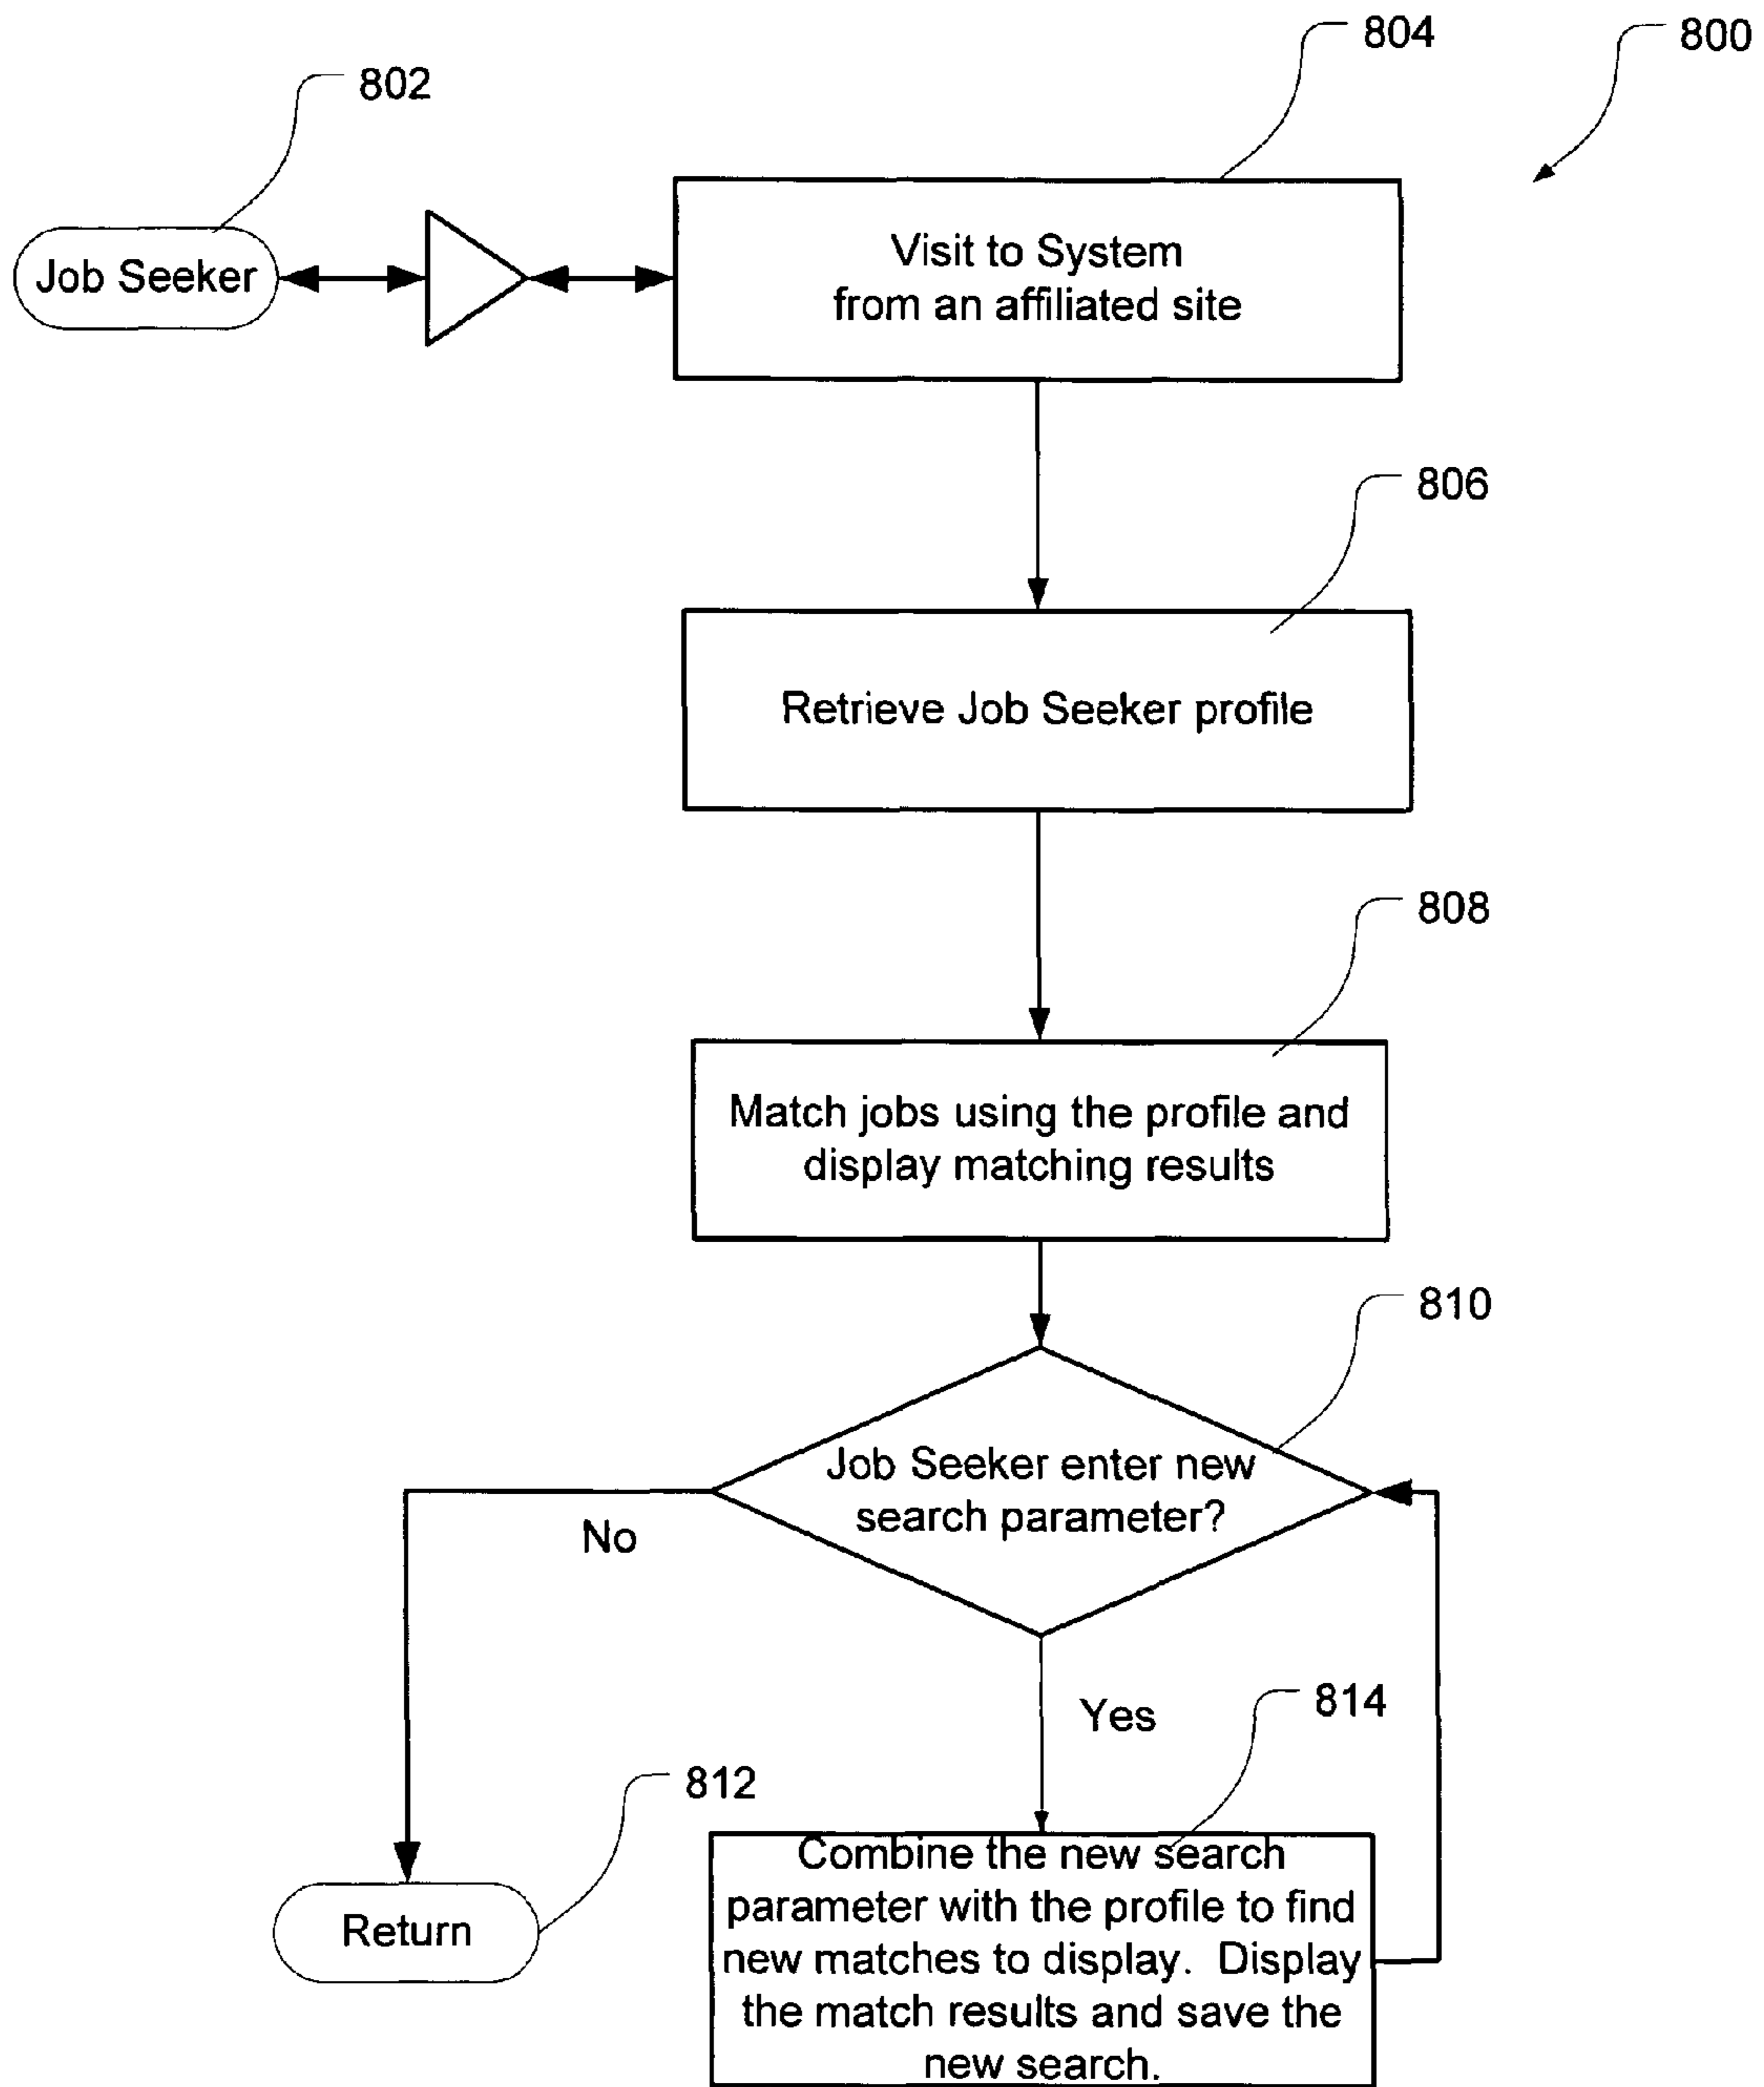 804
800
802
Job Seeker
Visit to System
from an affiliated site
806
Retrieve Job Seeker profile
808
Match jobs using the profile and
display matching results
810
Job Seeker enter new
search parameter?
No
Yes
814
812
Return
Combine the new search
parameter with the profile to find
new matches to display.  Display
the match results and save the
new search.